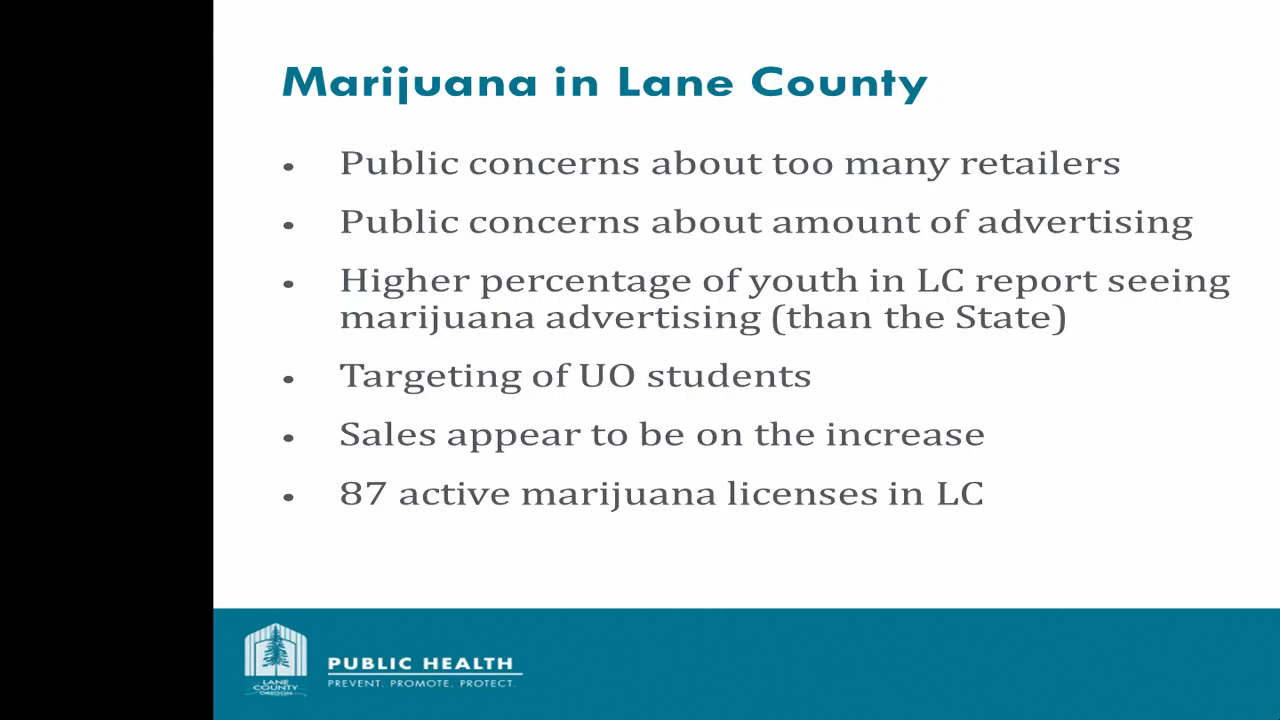 Marijuana in Lane County
• Public concerns about too many retailers
• Public concerns about amount of advertising
• Higher percentage of youth in LC report seeing
marijuana advertising (than the State)
• Targeting of UO students
• Sales appear to be on the increase
• 87 active marijuana licenses in LC
LANE
COUNTY
OREGON
PUBLIC HEALTH
PREVENT. PROMOTE. PROTECT.